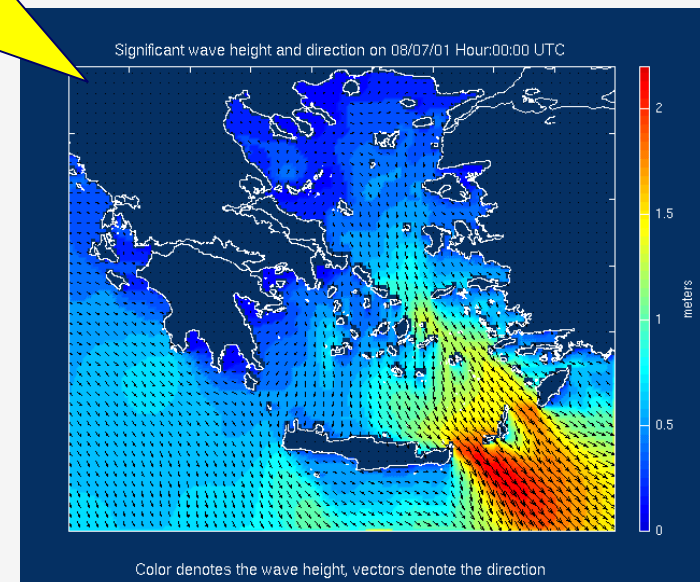 Significant wave height and direction on 08/07/01 Hour:00:00 UTC
2
1.5
1
0.5
0
meters
Color denotes the wave height, vectors denote the direction